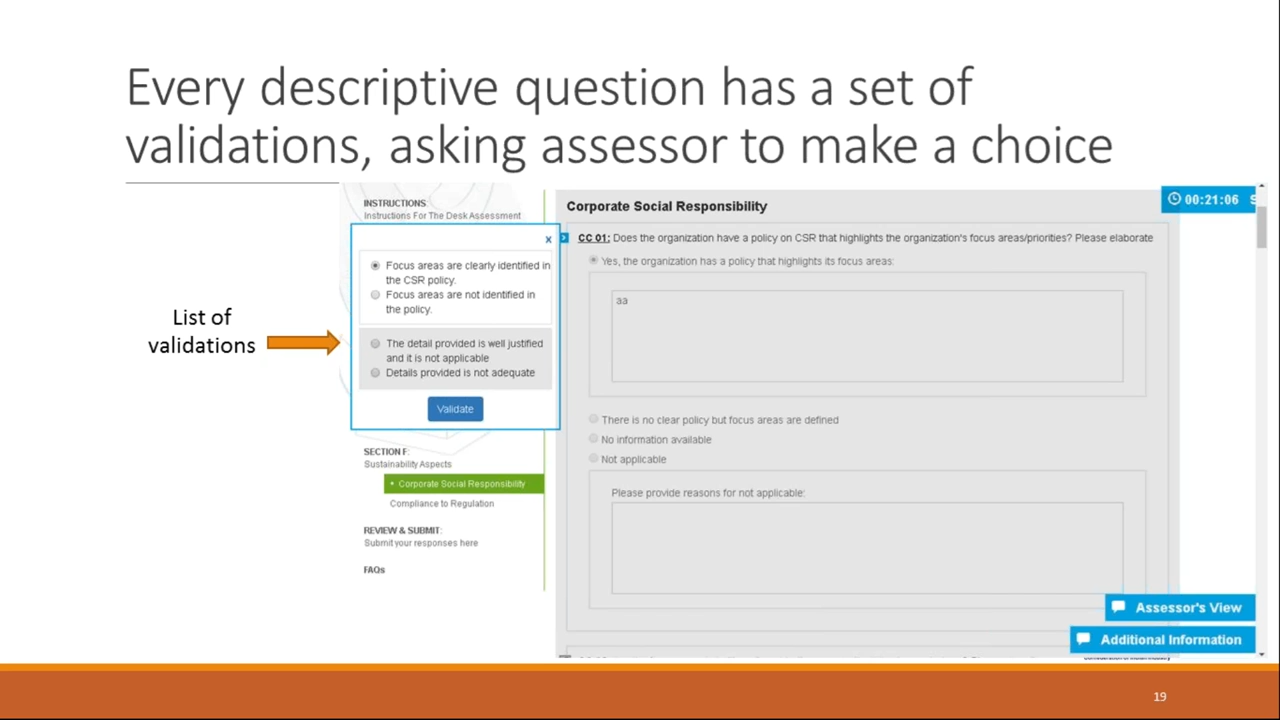 Every descriptive question has a set of
validations, asking assessor to make a choice
INSTRUCTIONS
Instructions For The Desk Assessment
x
Focus areas are clearly identified in
the CSR policy.
Focus areas are not identified in
the policy.
The detail provided is well justified
and it is not applicable
Details provided is not adequate
Validate
List of
validations
SECTION F:
Sustainability Aspects
• Corporate Social Responsibility
Compliance to Regulation
REVIEW & SUBMIT:
Submit your responses here
FAQs
Corporate Social Responsibility
00:21:06 S
CC 01: Does the organization have a policy on CSR that highlights the organization's focus areas/priorities? Please elaborate
Yes, the organization has a policy that highlights its focus areas:
aa
There is no clear policy but focus areas are defined
No information available
Not applicable
Please provide reasons for not applicable:
Assessor's View
Additional Information
19